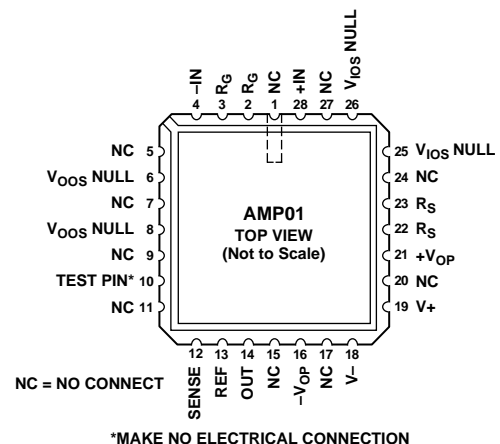 –IN
RG
RG
NC
+IN
NC
VIOS NULL
4 3 2 1 28 27 26
NC 5
VOOS NULL 6
NC 7
VOOS NULL 8
NC 9
TEST PIN* 10
NC 11
25 VIOS NULL
24 NC
23 RS
22 RS
21 +VOP
20 NC
19 V+
AMP01
TOP VIEW
(Not to Scale)
12 13 14 15 16 17 18
SENSE
REF
OUT
NC
–VOP
NC
V–
NC = NO CONNECT
*MAKE NO ELECTRICAL CONNECTION